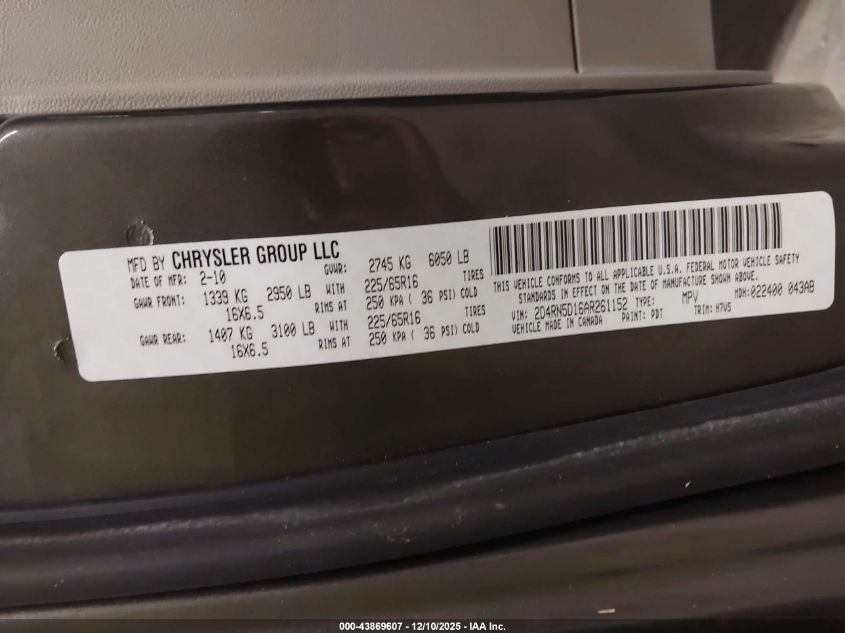 MFD BY CHRYSLER GROUP LLC
DATE OF MFR: 2-10 GVWR: 2745 KG 6050 LB
GAWR FRONT: 1339 KG 2950 LB WITH 225/65R16 TIRES
16X6.5 RIMS AT 250 KPA ( 36 PSI) COLD
GAWR REAR: 1407 KG 3100 LB WITH 225/65R16 TIRES
16X6.5 RIMS AT 250 KPA ( 36 PSI) COLD
THIS VEHICLE CONFORMS TO ALL APPLICABLE U.S.A. FEDERAL MOTOR VEHICLE SAFETY
STANDARDS IN EFFECT ON THE DATE OF MANUFACTURE SHOWN ABOVE.
VIN: 2D4RN5D16AR261152 TYPE: MPV MDH:022400 043AB
VEHICLE MADE IN CANADA PAINT: PDT TRIM: H7V5
000-43869607 - 12/10/2025 - IAA Inc.